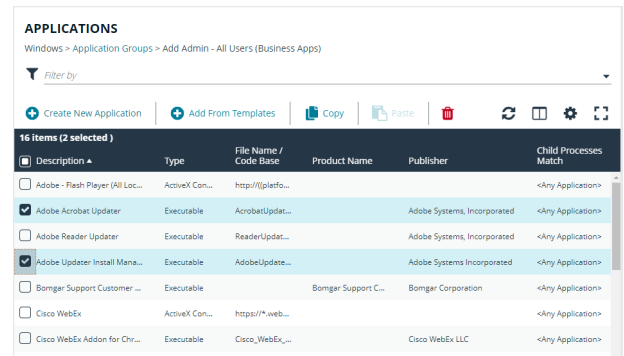 APPLICATIONS
Windows > Application Groups > Add Admin - All Users (Business Apps)
Filter by
Create New Application Add From Templates Copy Paste
16 items (2 selected )
Description Type File Name / Code Base Product Name Publisher Child Processes Match
Adobe - Flash Player (All Loc... ActiveX Con... http://((platfo... <Any Application>
Adobe Acrobat Updater Executable AcrobatUpdat... Adobe Systems, Incorporated <Any Application>
Adobe Reader Updater Executable ReaderUpdat... Adobe Systems, Incorporated <Any Application>
Adobe Updater Install Mana... Executable AdobeUpdate... Adobe Systems Incorporated <Any Application>
Bomgar Support Customer ... Executable Bomgar Support C... Bomgar Corporation <Any Application>
Cisco WebEx ActiveX Con... https://*.web... <Any Application>
Cisco WebEx Addon for Chr... Executable Cisco_WebEx_... Cisco WebEx LLC <Any Application>